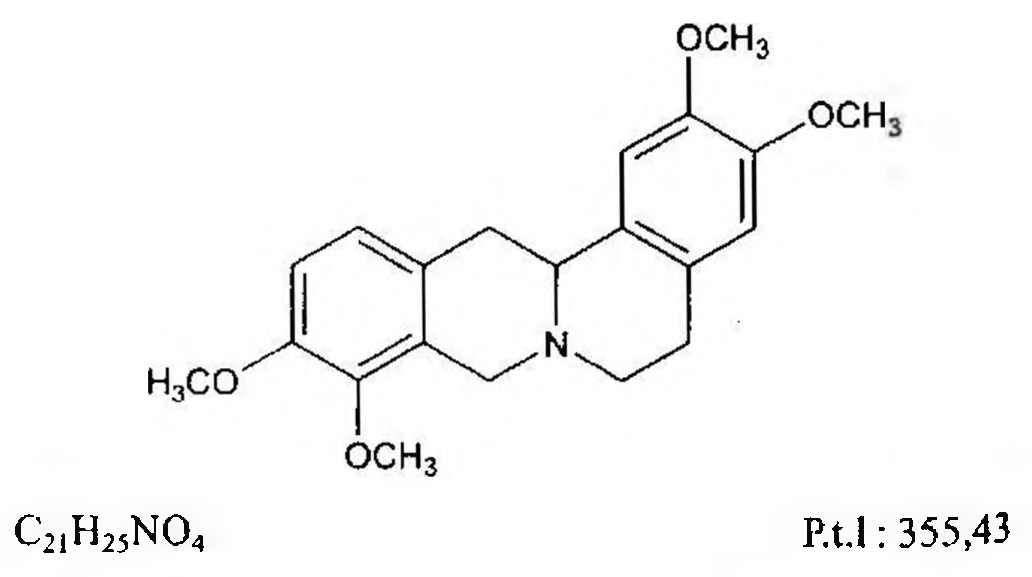 OCH₃
OCH₃
N
H₃CO
OCH₃
C₂₁H₂₅NO₄ P.t.l : 355,43